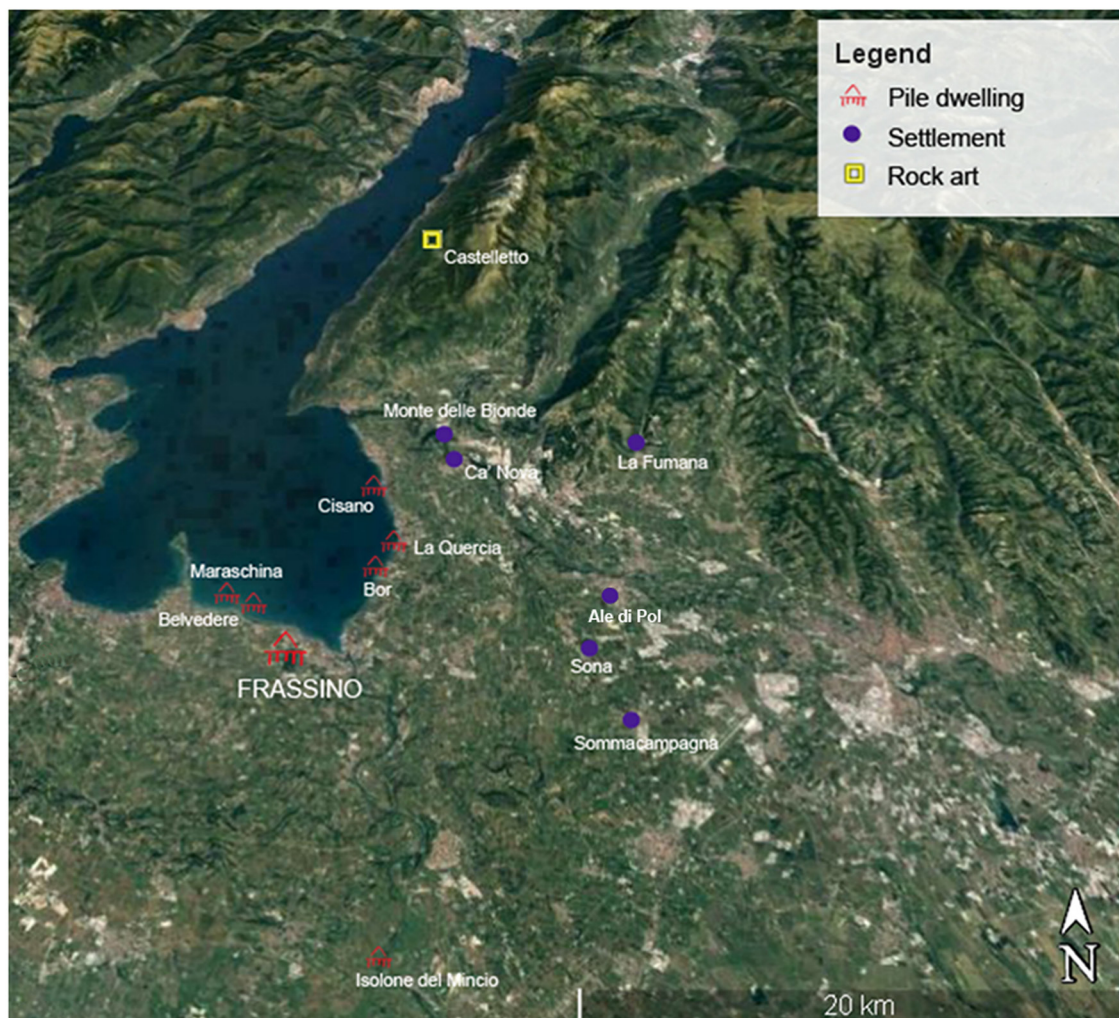 Legend
Pile dwelling
Settlement
Rock art
Castelletto
Monte delle Bionde
Ca' Nova
La Fumana
Cisano
La Quercia
Bor
Maraschina
Belvedere
FRASSINO
Ale di Pol
Sona
Sommacampagna
Isolone del Mincio
20 km
N